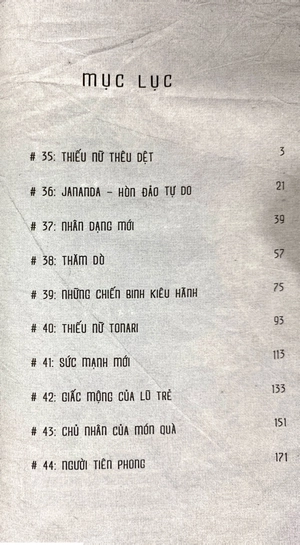 MỤC LỤC
# 35: THIẾU NỮ THÊU DỆT 3
# 36: JANANDA – HÒN ĐẢO TỰ DO 21
# 37: NHÂN DẠNG MỚI 39
# 38: THĂM DÒ 57
# 39: NHỮNG CHIẾN BINH KIÊU HÃNH 75
# 40: THIẾU NỮ TONARI 93
# 41: SỨC MẠNH MỚI 113
# 42: GIẤC MỘNG CỦA LŨ TRẺ 133
# 43: CHỦ NHÂN CỦA MÓN QUÀ 151
# 44: NGƯỜI TIÊN PHONG 171